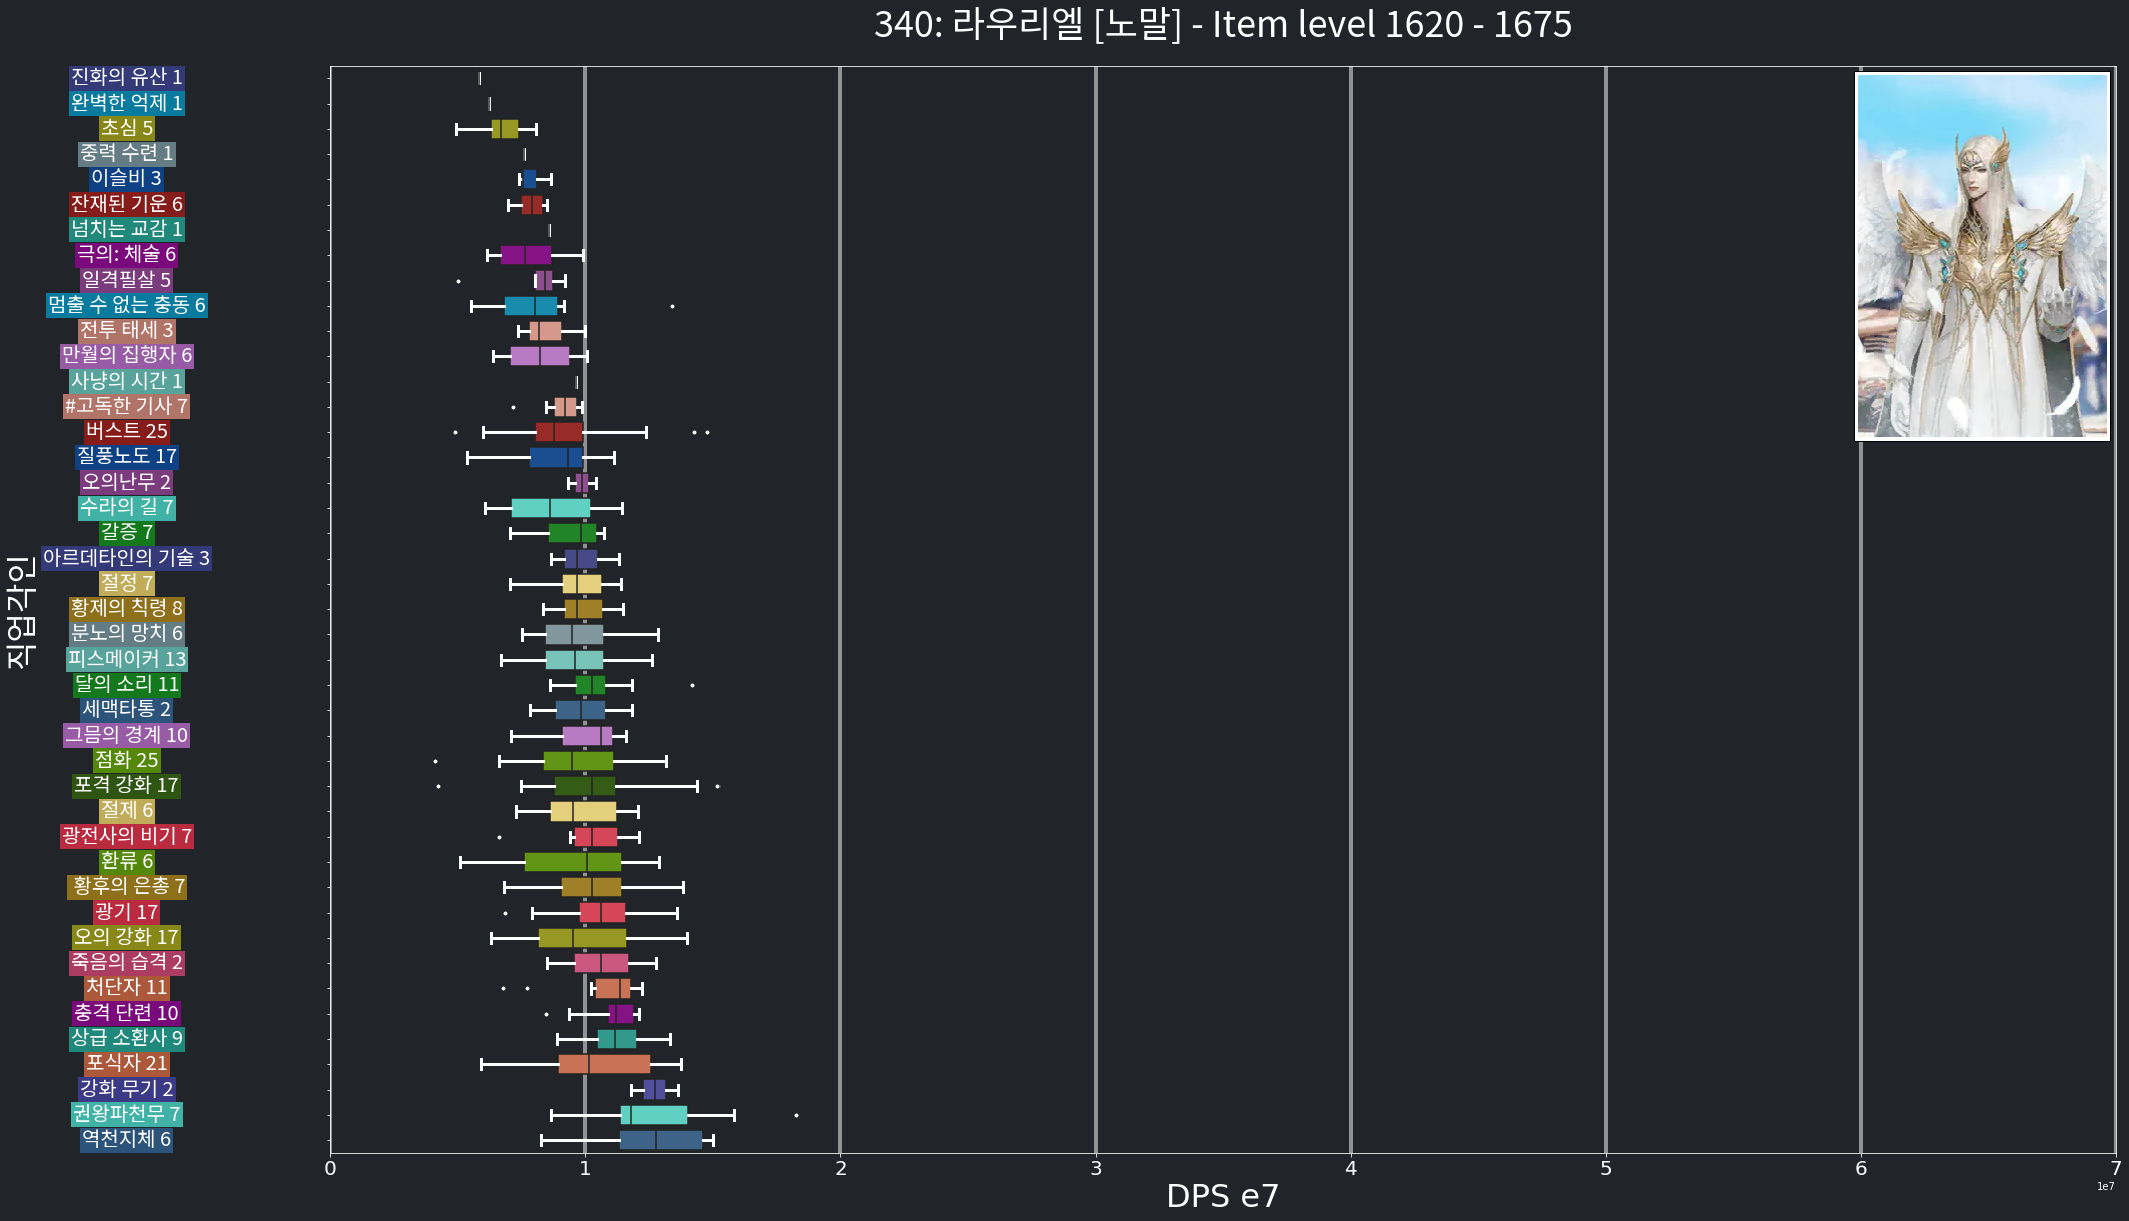 340: 라우리엘 [노말] - Item level 1620 - 1675
직업각인
진화의 유산 1
완벽한 억제 1
초심 5
중력 수련 1
이슬비 3
잔재된 기운 6
넘치는 교감 1
극의: 체술 6
일격필살 5
멈출 수 없는 충동 6
전투 태세 3
만월의 집행자 6
사냥의 시간 1
#고독한 기사 7
버스트 25
질풍노도 17
오의난무 2
수라의 길 7
갈증 7
아르데타인의 기술 3
절정 7
황제의 칙령 8
분노의 망치 6
피스메이커 13
달의 소리 11
세맥타통 2
그믐의 경계 10
점화 25
포격 강화 17
절제 6
광전사의 비기 7
환류 6
황후의 은총 7
광기 17
오의 강화 17
죽음의 습격 2
처단자 11
충격 단련 10
상급 소환사 9
포식자 21
강화 무기 2
권왕파천무 7
역천지체 6
0 1 2 3 4 5 6 7
1e7
DPS e7